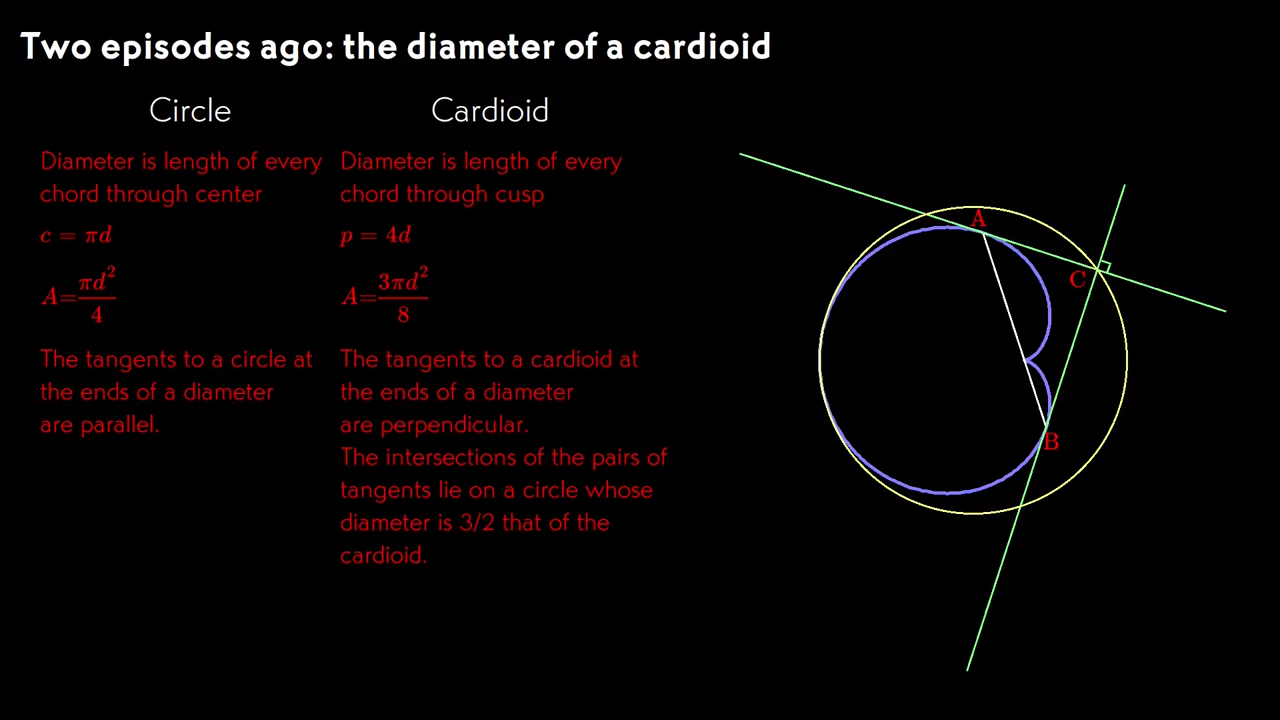 Two episodes ago: the diameter of a cardioid
Circle
Diameter is length of every
chord through center
c = πd
A=πd²/4
The tangents to a circle at
the ends of a diameter
are parallel.
Cardioid
Diameter is length of every
chord through cusp
p = 4d
A=3πd²/8
The tangents to a cardioid at
the ends of a diameter
are perpendicular.
The intersections of the pairs of
tangents lie on a circle whose
diameter is 3/2 that of the
cardioid.
A
C
B